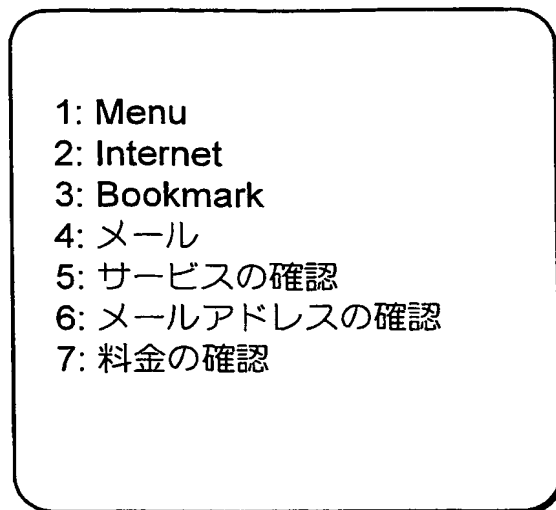 1: Menu
2: Internet
3: Bookmark
4: メール
5: サービスの確認
6: メールアドレスの確認
7: 料金の確認